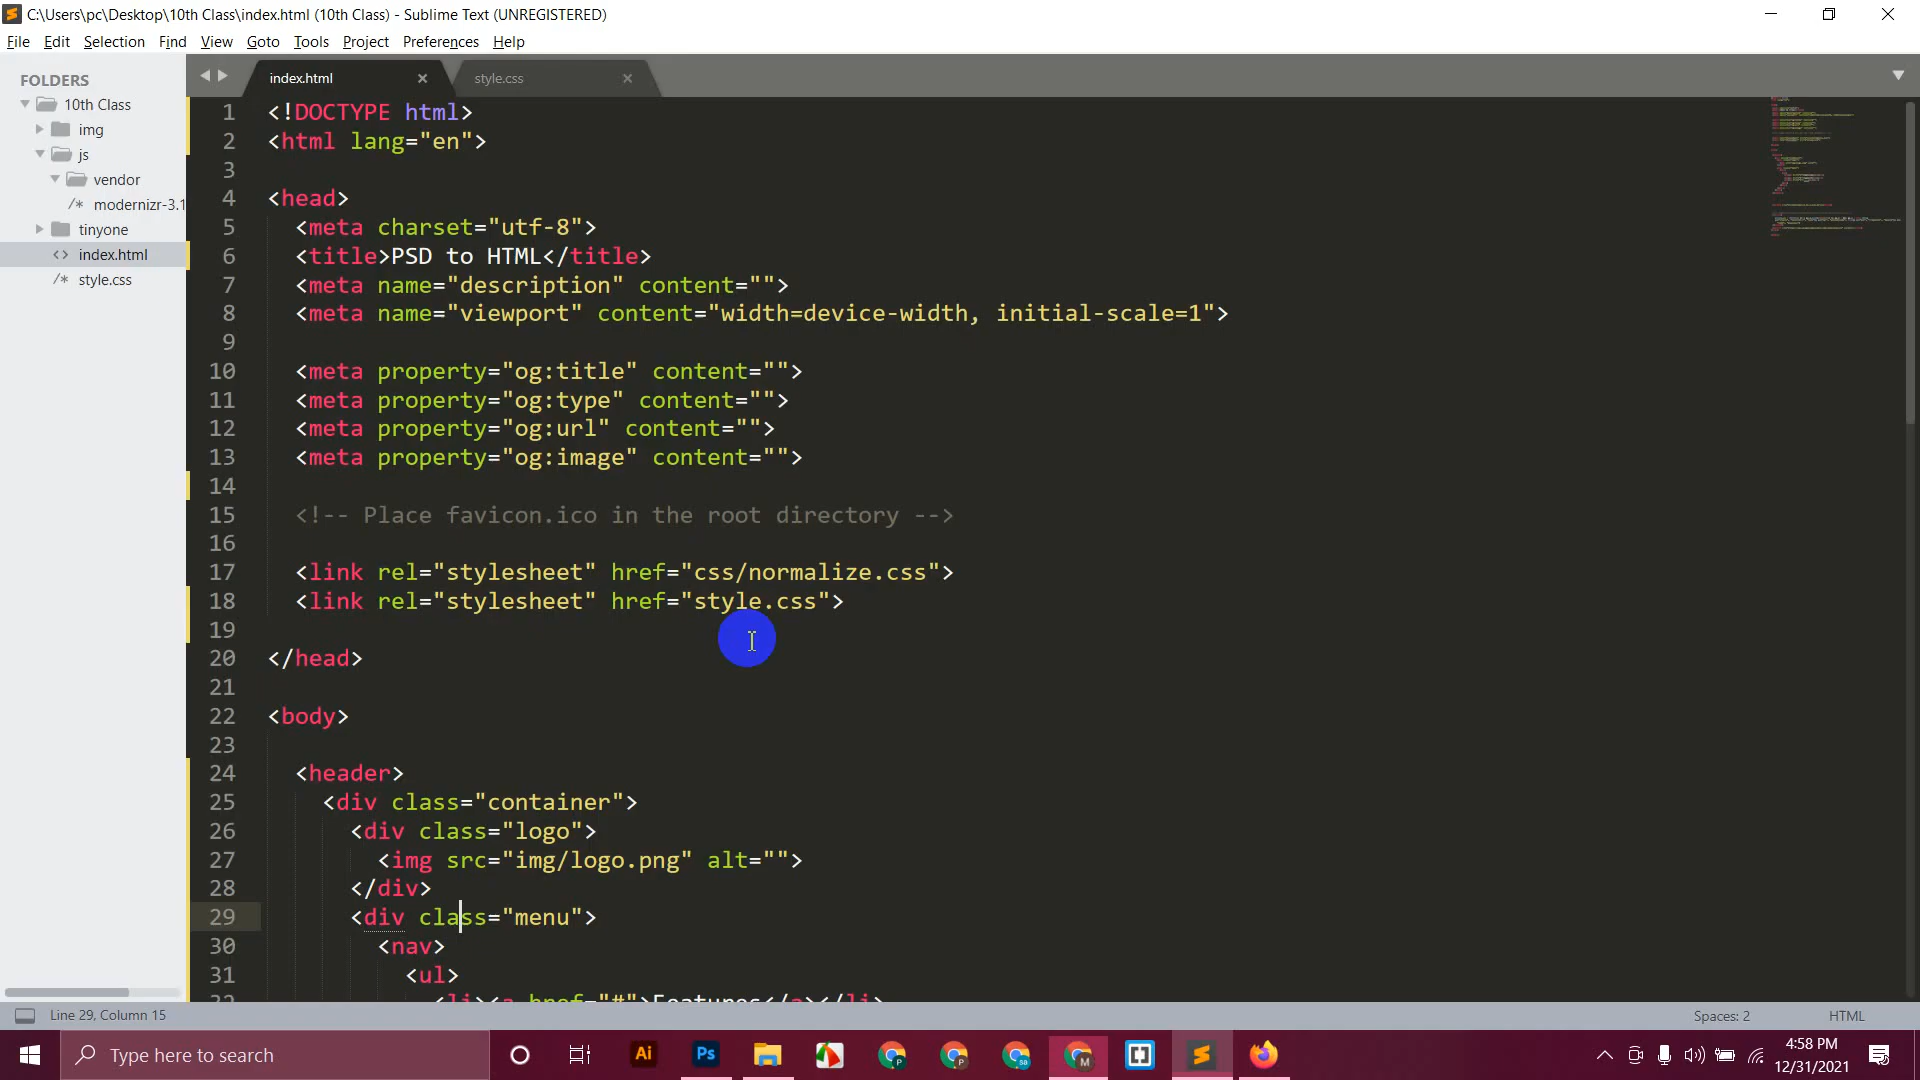 C:\Users\pc\Desktop\10th Class\index.html (10th Class) - Sublime Text (UNREGISTERED)
File Edit Selection Find View Goto Tools Project Preferences Help
FOLDERS
10th Class
img
js
vendor
/* modernizr-3.1
tinyone
<> index.html
/* style.css
index.html × style.css ×
1 <!DOCTYPE html>
2 <html lang="en">
3
4 <head>
5 <meta charset="utf-8">
6 <title>PSD to HTML</title>
7 <meta name="description" content="">
8 <meta name="viewport" content="width=device-width, initial-scale=1">
9
10 <meta property="og:title" content="">
11 <meta property="og:type" content="">
12 <meta property="og:url" content="">
13 <meta property="og:image" content="">
14
15 <!-- Place favicon.ico in the root directory -->
16
17 <link rel="stylesheet" href="css/normalize.css">
18 <link rel="stylesheet" href="style.css">
19
20 </head>
21
22 <body>
23
24 <header>
25 <div class="container">
26 <div class="logo">
27 <img src="img/logo.png" alt="">
28 </div>
29 <div class="menu">
30 <nav>
31 <ul>
32 <li><a href="#">Features</a></li>
Line 29, Column 15
Spaces: 2
HTML
Type here to search
Ai
Ps
4:58 PM
12/31/2021